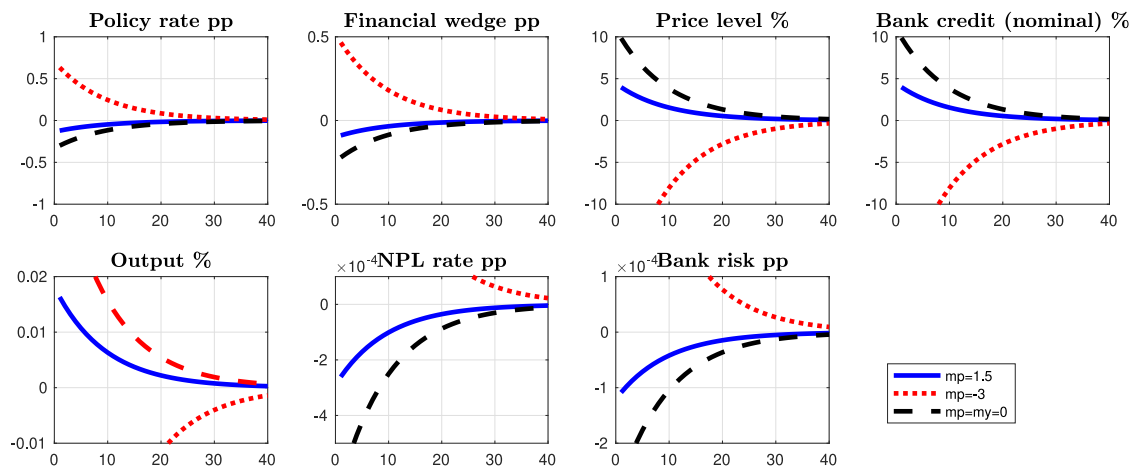 Policy rate pp
1
0.5
0
-0.5
-1
0 10 20 30 40
Financial wedge pp
0.5
0
-0.5
0 10 20 30 40
Price level %
10
5
0
-5
-10
0 10 20 30 40
Bank credit (nominal) %
10
5
0
-5
-10
0 10 20 30 40
Output %
0.02
0.01
0
-0.01
0 10 20 30 40
×10⁻⁴ NPL rate pp
0
-2
-4
0 10 20 30 40
×10⁻⁴ Bank risk pp
1
0
-1
-2
0 10 20 30 40
mp=1.5
mp=-3
mp=my=0